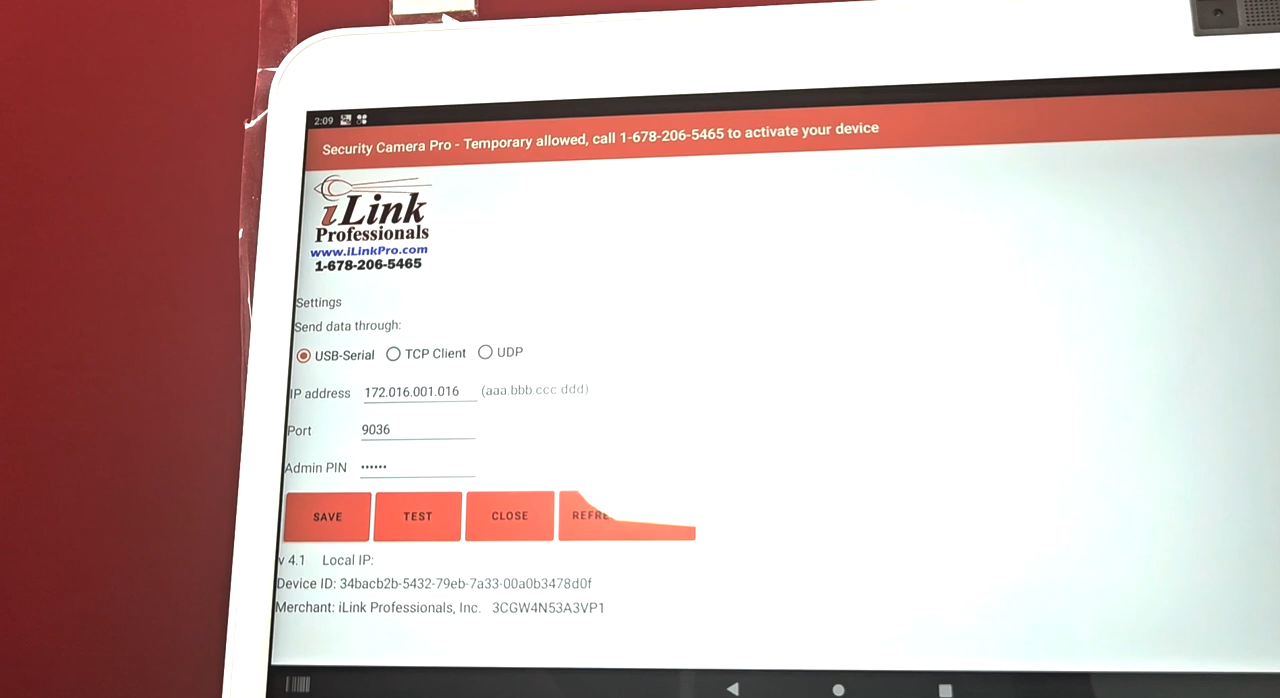 2:09
Security Camera Pro - Temporary allowed, call 1-678-206-5465 to activate your device
iLink
Professionals
www.iLinkPro.com
1-678-206-5465
Settings
Send data through:
USB-Serial TCP Client UDP
IP address 172.016.001.016 (aaa bbb.ccc ddd)
Port 9036
Admin PIN ••••••
SAVE TEST CLOSE
v 4.1 Local IP:
Device ID: 34bacb2b-5432-79eb-7a33-00a0b3478d0f
Merchant: iLink Professionals, Inc. 3CGW4N53A3VP1